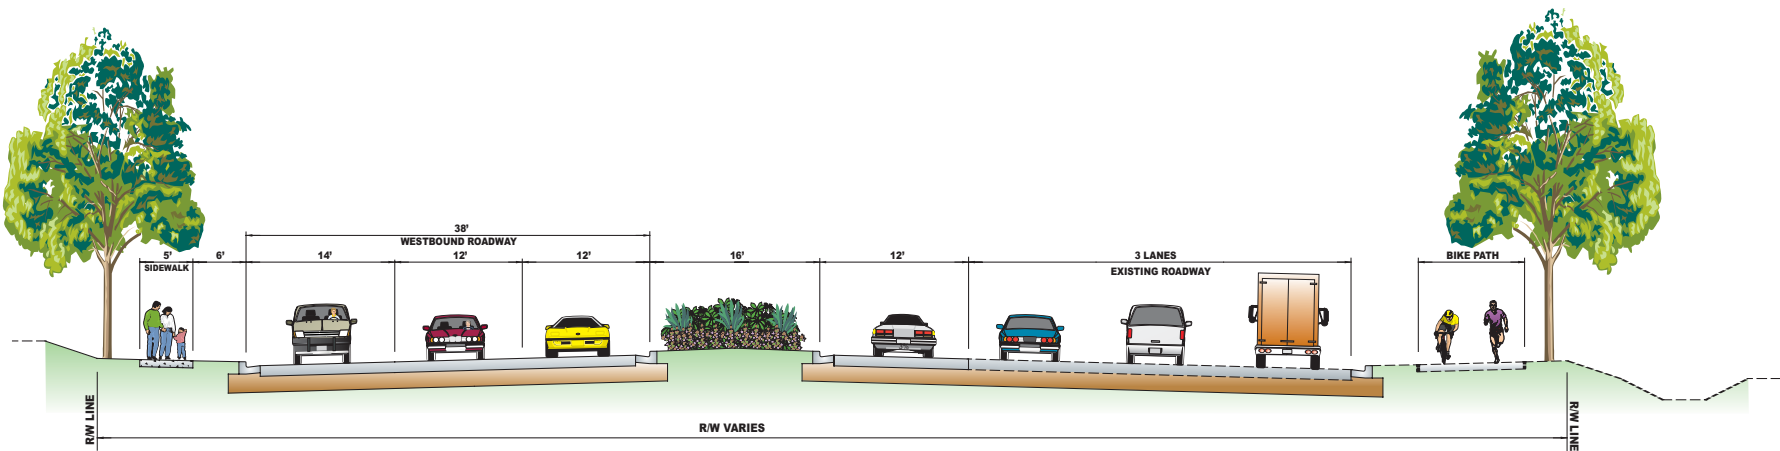 38'
WESTBOUND ROADWAY
5'
6'
14'
12'
12'
16'
12'
3 LANES
BIKE PATH
SIDEWALK
EXISTING ROADWAY
R/W LINE
R/W VARIES
R/W LINE